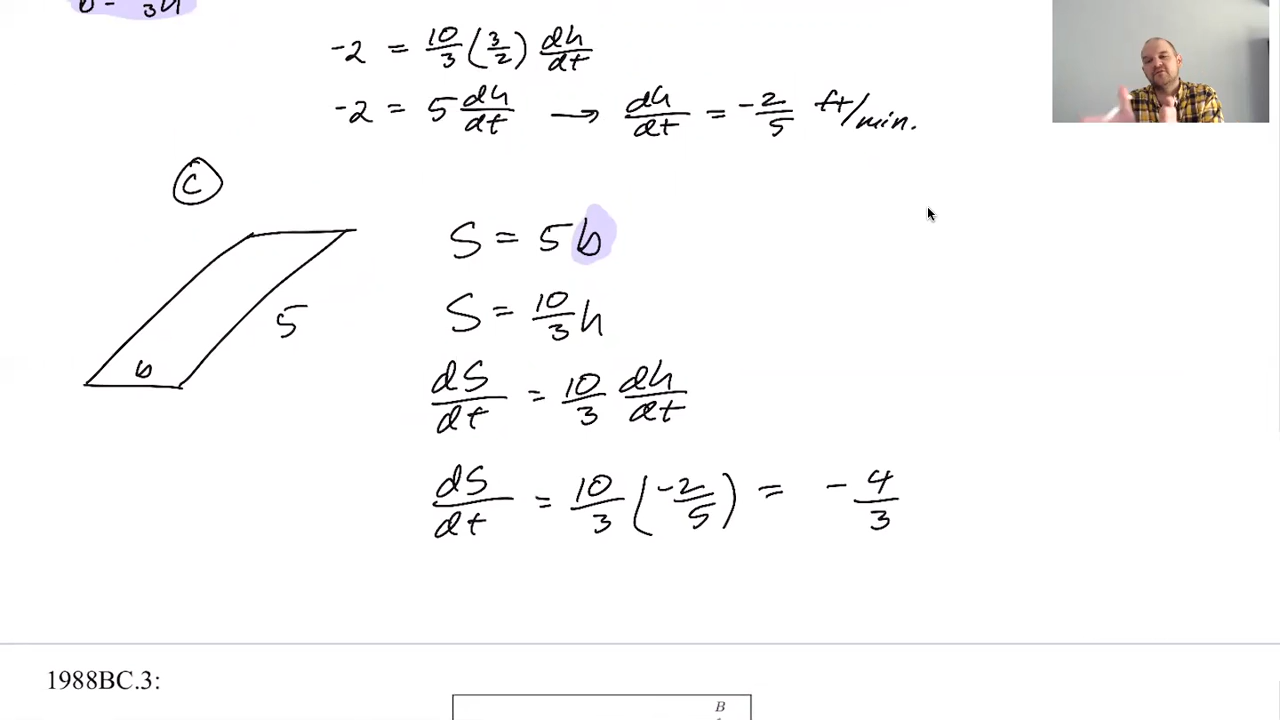 -2 = 10/3 (3/2) dh/dt
-2 = 5 dh/dt → dh/dt = -2/5 ft/min.
C
b
5
S = 5b
S = 10/3 h
dS/dt = 10/3 dh/dt
dS/dt = 10/3 (-2/5) = -4/3
1988BC.3:
B